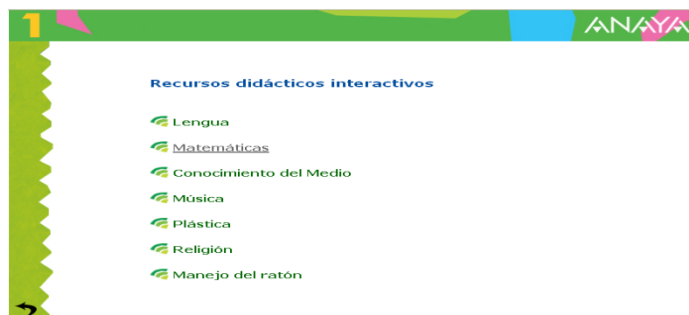 1
ANAYA
Recursos didácticos interactivos
Lengua
Matemáticas
Conocimiento del Medio
Música
Plástica
Religión
Manejo del ratón